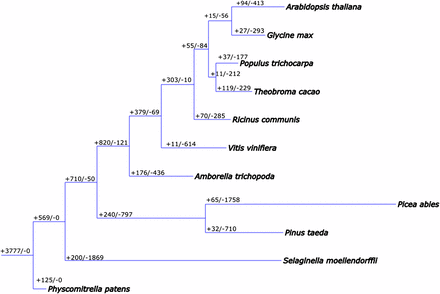 +94/-413
Arabidopsis thaliana
+15/-56
+27/-293
Glycine max
+55/-84
+37/-177
Populus trichocarpa
+11/-212
+303/-10
+119/-229
Theobroma cacao
+379/-69
+70/-285
Ricinus communis
+820/-121
+11/-614
Vitis vinifera
+710/-50
+176/-436
Amborella trichopoda
+65/-1758
Picea abies
+569/-0
+240/-797
+32/-710
Pinus taeda
+3777/-0
+200/-1869
Selaginella moellendorffii
+125/-0
Physcomitrella patens